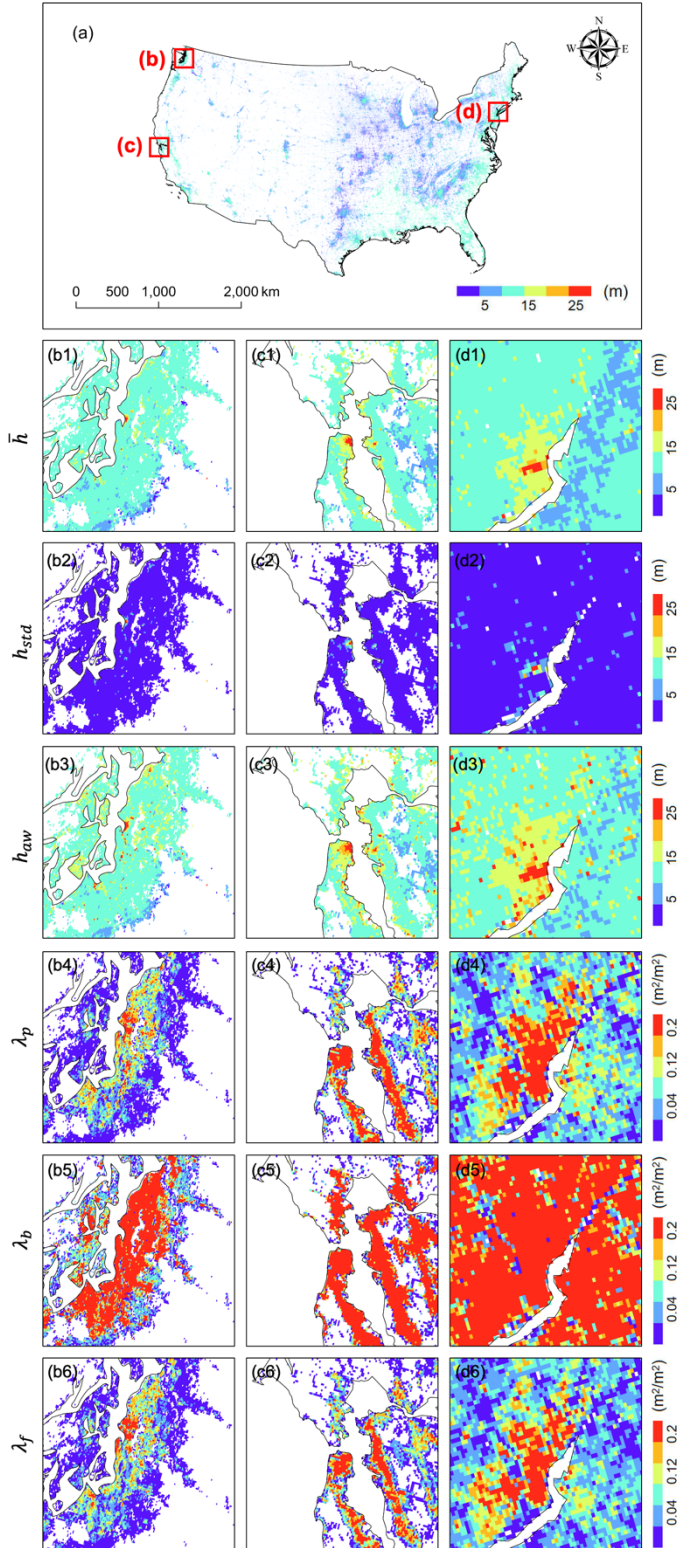 (a)
N
W E
S
(b)
(c)
(d)
0 500 1,000 2,000 km
5 15 25 (m)
(b1) (c1) (d1)
h̄
5 15 25 (m)
(b2) (c2) (d2)
h_std
5 15 25 (m)
(b3) (c3) (d3)
h_aw
5 15 25 (m)
(b4) (c4) (d4)
λ_p
0.04 0.12 0.2 (m²/m²)
(b5) (c5) (d5)
λ_b
0.04 0.12 0.2 (m²/m²)
(b6) (c6) (d6)
λ_f
0.04 0.12 0.2 (m²/m²)